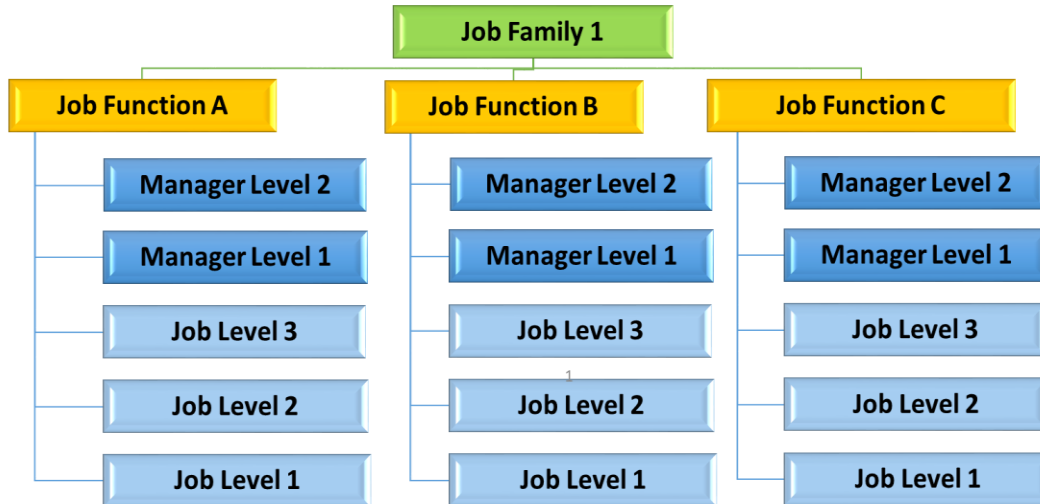 Job Family 1
Job Function A
Job Function B
Job Function C
Manager Level 2
Manager Level 1
Job Level 3
Job Level 2
Job Level 1
Manager Level 2
Manager Level 1
Job Level 3
1
Job Level 2
Job Level 1
Manager Level 2
Manager Level 1
Job Level 3
Job Level 2
Job Level 1